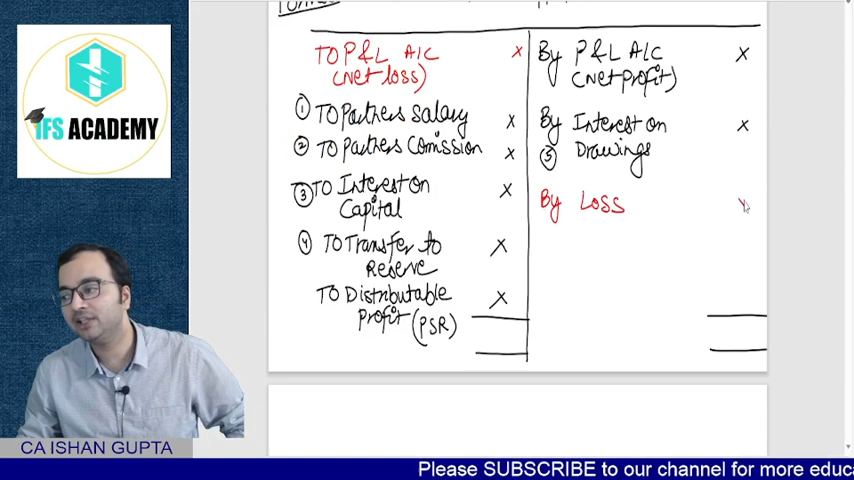 IFS ACADEMY
TO P&L A/C X
(Net loss)
① TO Partners Salary X
② TO Partners Comission X
③ TO Interest on X
Capital
④ TO Transfer to X
Reserve
TO Distributable X
Profit (PSR)
By P&L A/C X
(Net profit)
By Interest on X
⑤ Drawings
By Loss
CA ISHAN GUPTA
Please SUBSCRIBE to our channel for more educa